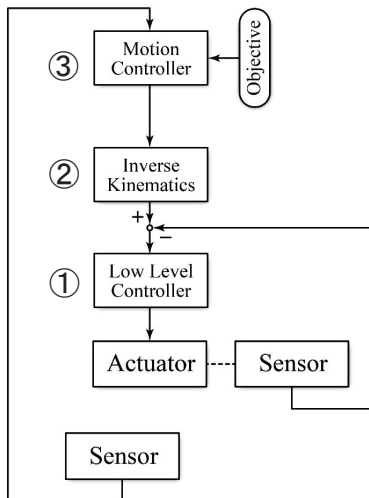 ③
Motion
Controller
Objective
②
Inverse
Kinematics
+
−
①
Low Level
Controller
Actuator
Sensor
Sensor